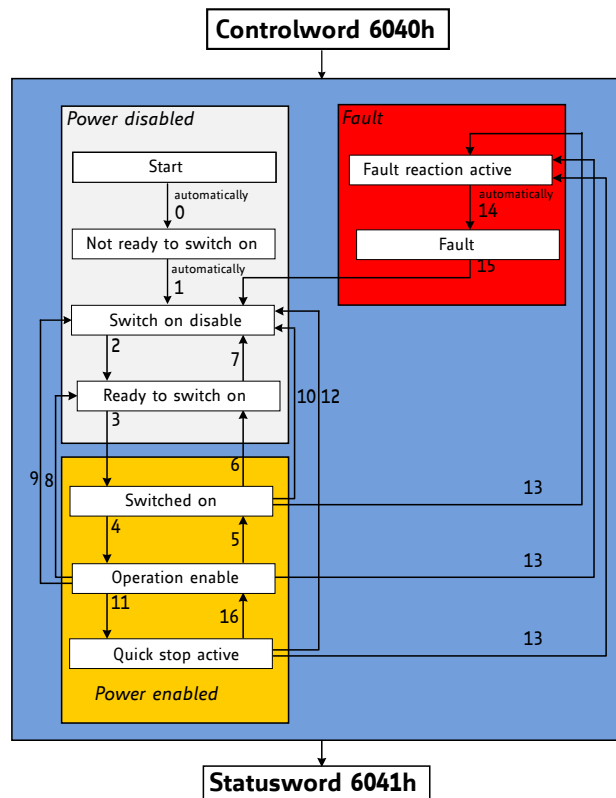 Controlword 6040h
Power disabled
Fault
Start
Fault reaction active
automatically
0
automatically
14
Not ready to switch on
Fault
automatically
1
15
Switch on disable
2
7
Ready to switch on
10
12
3
9
8
6
Switched on
13
4
5
Operation enable
13
11
16
Quick stop active
13
Power enabled
Statusword 6041h